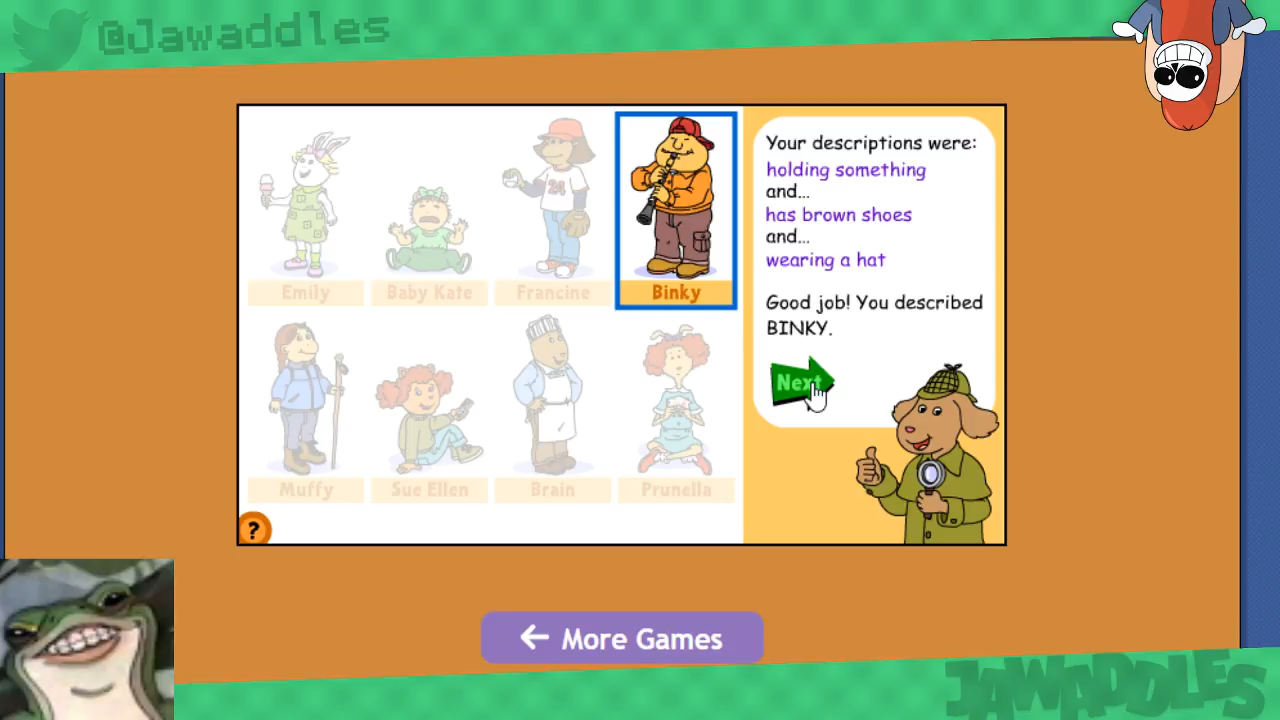 @Jawaddles
Your descriptions were:
holding something
and...
has brown shoes
and...
wearing a hat
Good job! You described
BINKY.
Next
24
Emily
Baby Kate
Francine
Binky
Muffy
Sue Ellen
Brain
Prunella
?
← More Games
JAWADDLES